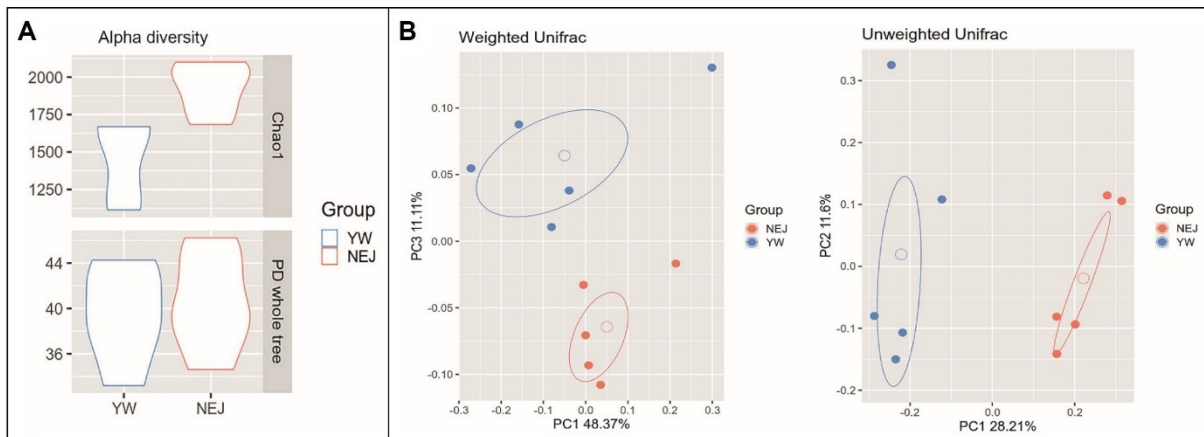 A
Alpha diversity
2000
1750
1500
1250
Chao1
44
40
36
PD whole tree
YW
NEJ
Group
YW
NEJ
B
Weighted Unifrac
0.10
0.05
0.00
-0.05
-0.10
PC3 11.11%
-0.3
-0.2
-0.1
0.0
0.1
0.2
0.3
PC1 48.37%
Group
NEJ
YW
Unweighted Unifrac
0.3
0.2
0.1
0.0
-0.1
-0.2
PC2 11.6%
-0.2
0.0
0.2
PC1 28.21%
Group
NEJ
YW